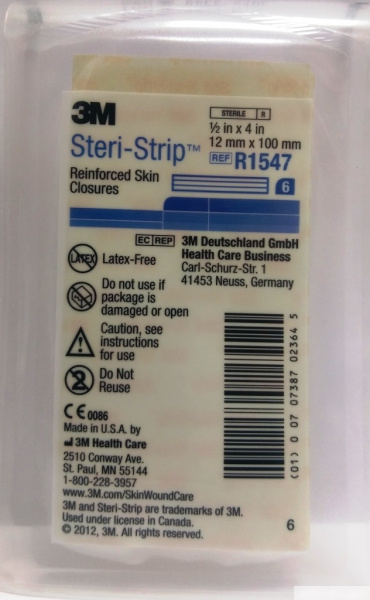 3M
STERILE R
Steri-Strip™
½ in x 4 in
12 mm x 100 mm
REF R1547
Reinforced Skin
Closures
6
EC REP
3M Deutschland GmbH
Health Care Business
Carl-Schurz-Str. 1
41453 Neuss, Germany
LATEX
Latex-Free
Do not use if
package is
damaged or open
Caution, see
instructions
for use
2
Do Not
Reuse
CE 0086
Made in U.S.A. by
3M Health Care
2510 Conway Ave.
St. Paul, MN 55144
1-800-228-3957
www.3M.com/SkinWoundCare
3M and Steri-Strip are trademarks of 3M.
Used under license in Canada.
© 2012, 3M. All rights reserved.
(01) 0 07 07387 02364 5
6